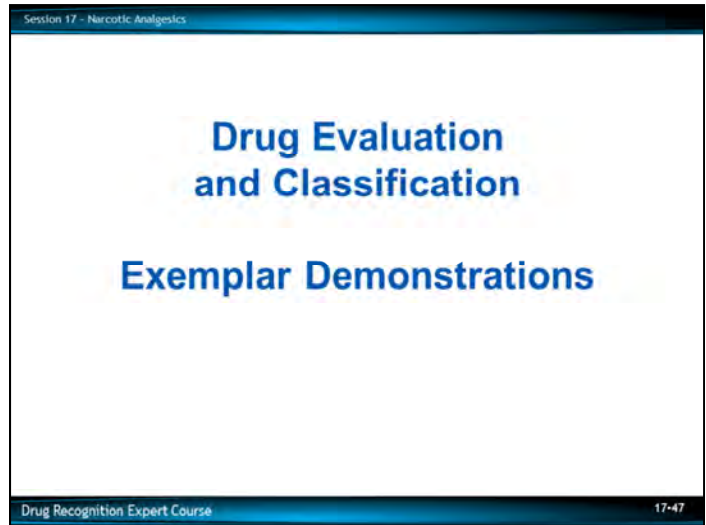 Session 17 - Narcotic Analgesics
Drug Evaluation
and Classification
Exemplar Demonstrations
Drug Recognition Expert Course
17-47